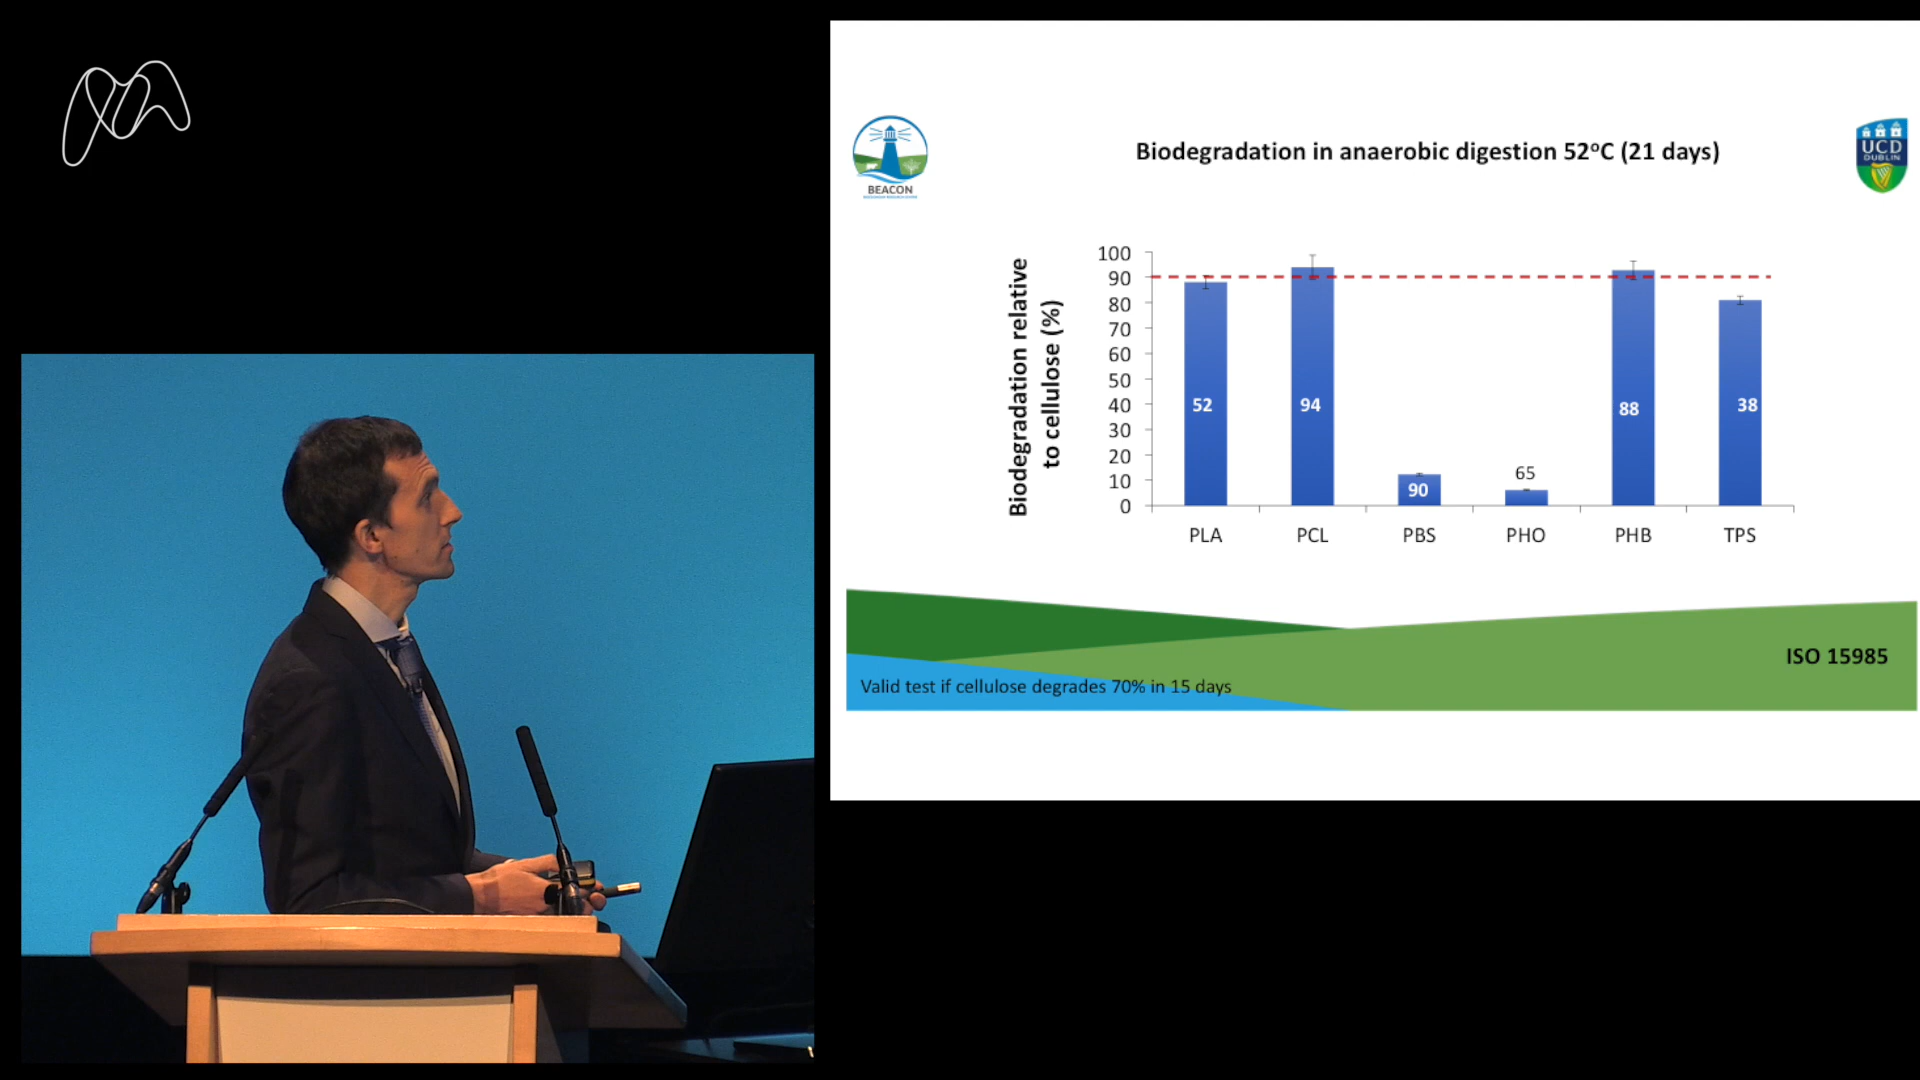 Biodegradation in anaerobic digestion 52ºC (21 days)
BEACON
UCD
DUBLIN
Biodegradation relative
to cellulose (%)
100
90
80
70
60
50
40
30
20
10
0
52
94
90
65
88
38
PLA
PCL
PBS
PHO
PHB
TPS
ISO 15985
Valid test if cellulose degrades 70% in 15 days